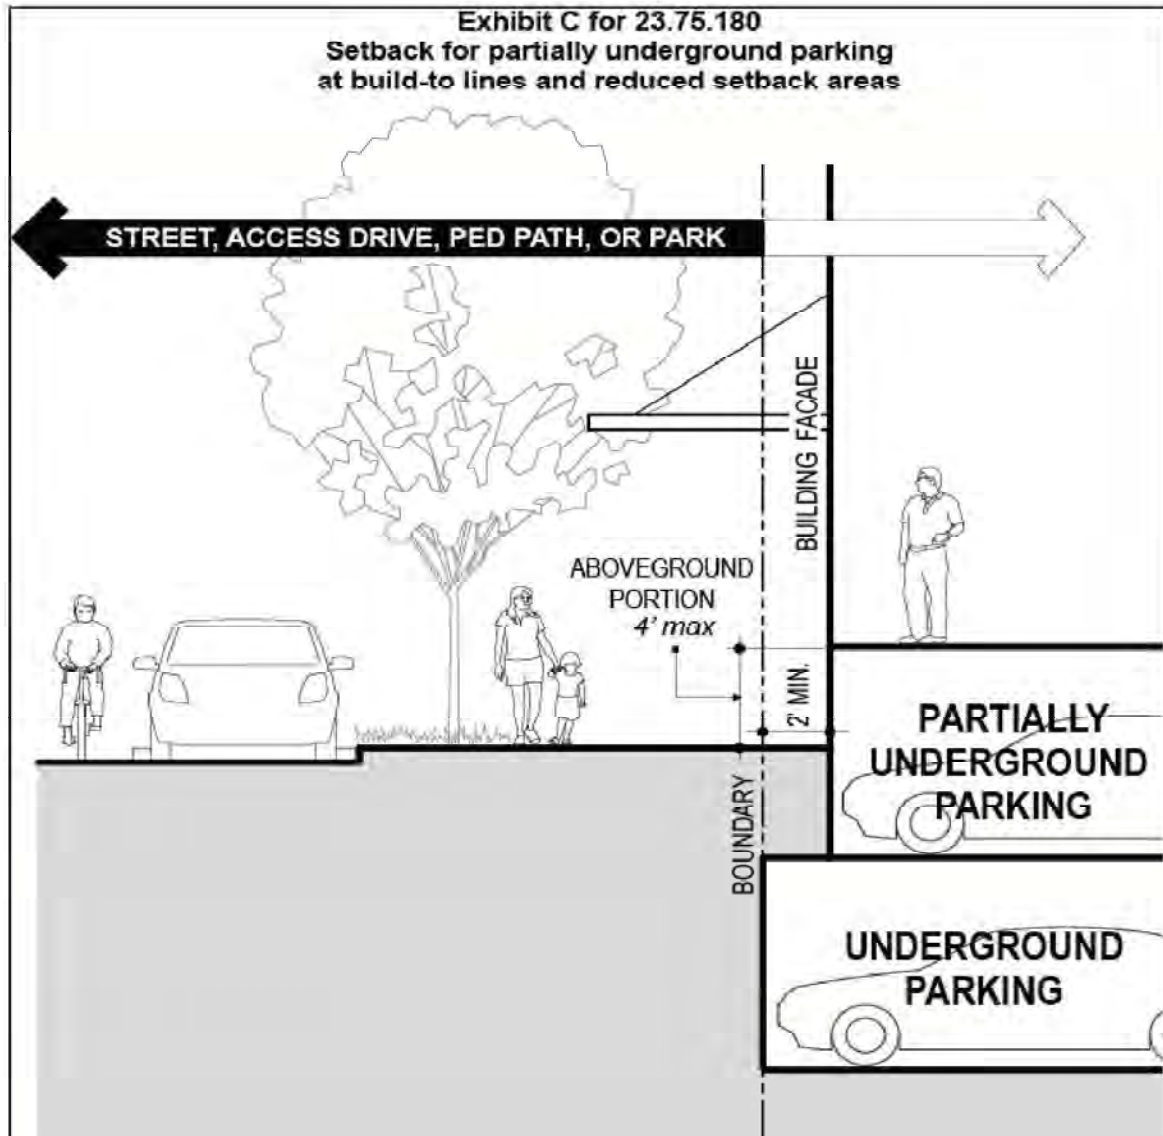 Exhibit C for 23.75.180
Setback for partially underground parking
at build-to lines and reduced setback areas
STREET, ACCESS DRIVE, PED PATH, OR PARK
BUILDING FACADE
ABOVEGROUND
PORTION
4' max
2' MIN.
BOUNDARY
PARTIALLY
UNDERGROUND
PARKING
UNDERGROUND
PARKING